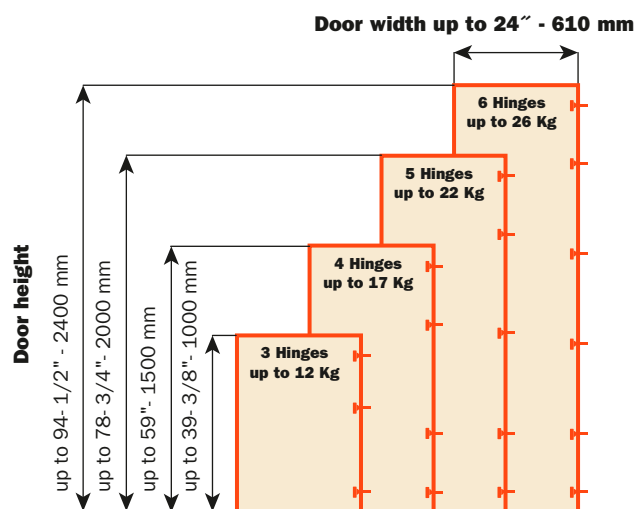 Door width up to 24˝ - 610 mm
6 Hinges
up to 26 Kg
5 Hinges
up to 22 Kg
4 Hinges
up to 17 Kg
3 Hinges
up to 12 Kg
Door height
up to 94- 1/2" - 2400 mm
up to 78- 3/4"- 2000 mm
up to 59"- 1500 mm
up to 39- 3/8"- 1000 mm